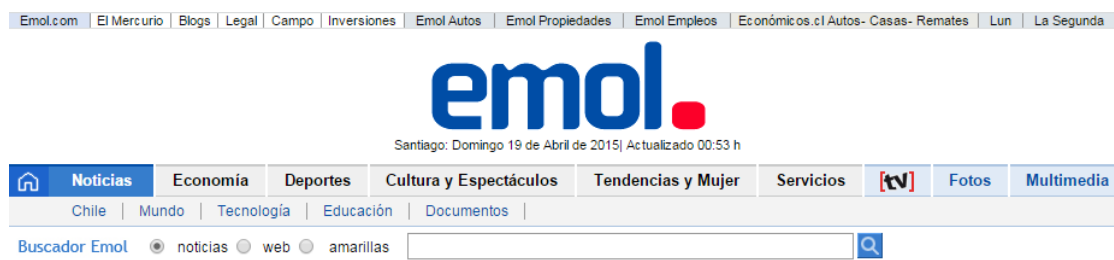 Emol.com | El Mercurio | Blogs | Legal | Campo | Inversiones | Emol Autos | Emol Propiedades | Emol Empleos | Económicos.cl Autos- Casas- Remates | Lun | La Segunda
emol.
Santiago: Domingo 19 de Abril de 2015| Actualizado 00:53 h
Noticias Economía Deportes Cultura y Espectáculos Tendencias y Mujer Servicios [tv] Fotos Multimedia
Chile | Mundo | Tecnología | Educación | Documentos |
Buscador Emol noticias web amarillas